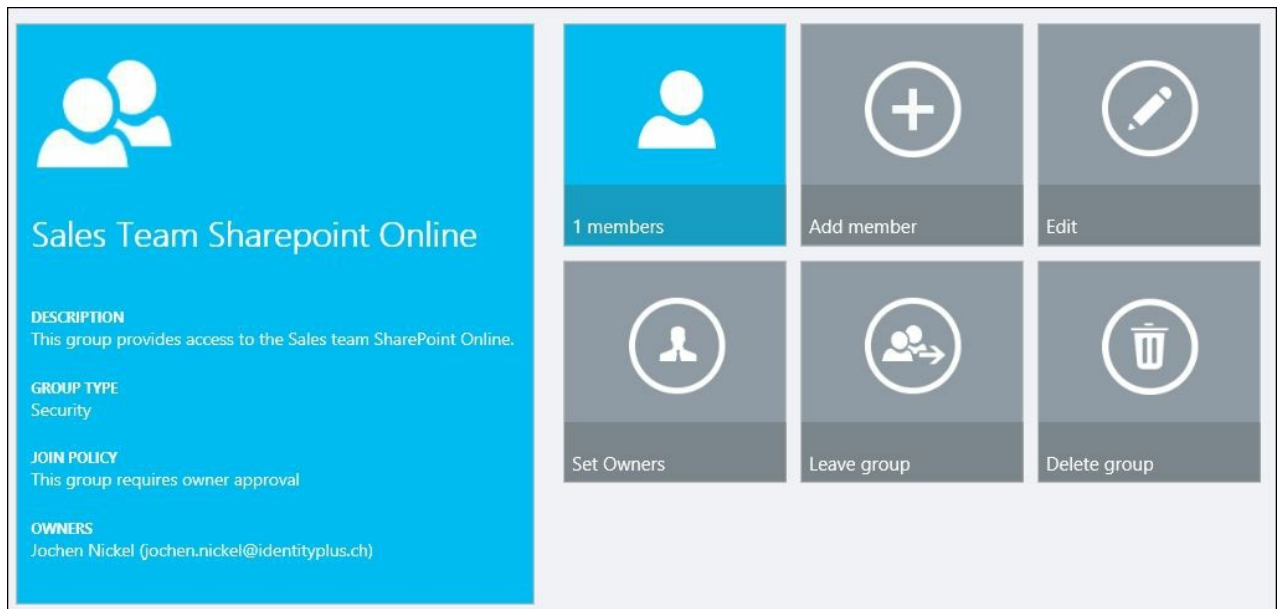 Sales Team Sharepoint Online
DESCRIPTION
This group provides access to the Sales team SharePoint Online.
GROUP TYPE
Security
JOIN POLICY
This group requires owner approval
OWNERS
Jochen Nickel (jochen.nickel@identityplus.ch)
1 members
Add member
Edit
Set Owners
Leave group
Delete group